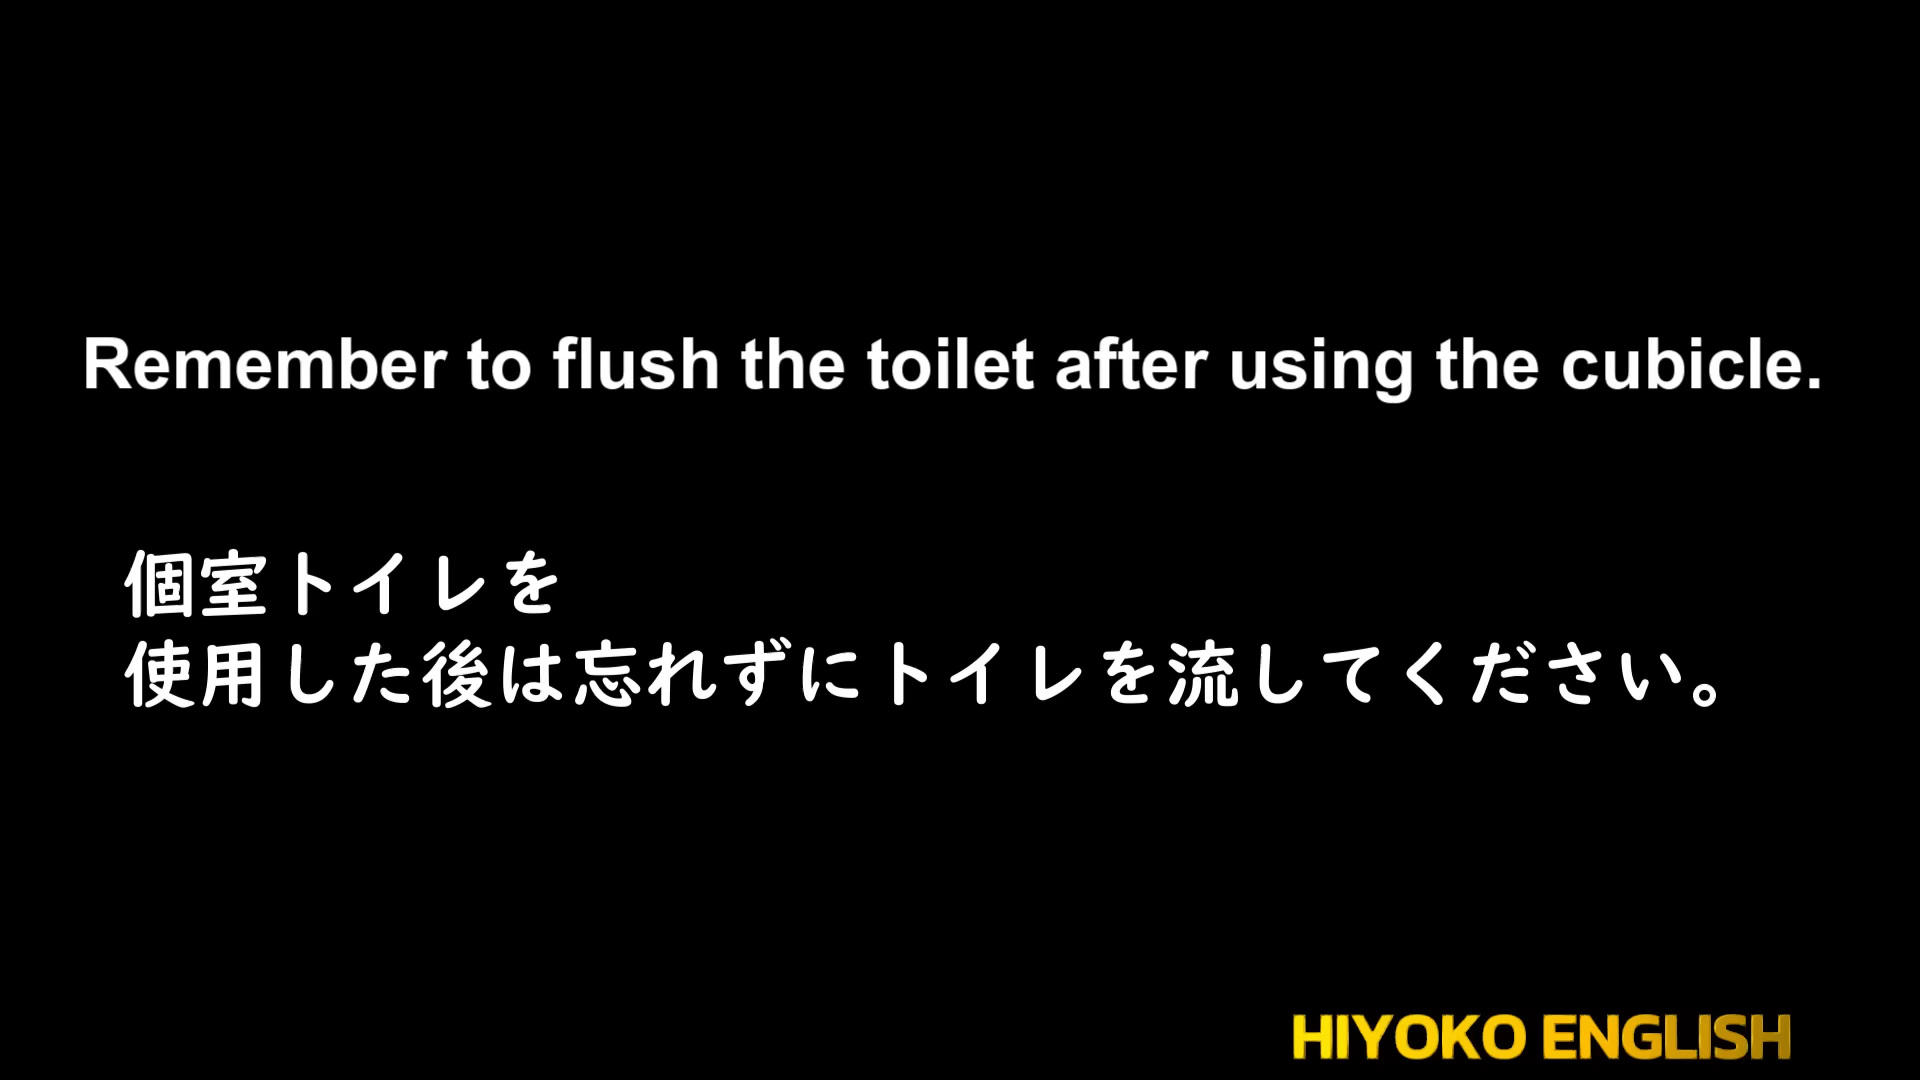 Remember to flush the toilet after using the cubicle.
個室トイレを
使用した後は忘れずにトイレを流してください。
HIYOKO ENGLISH